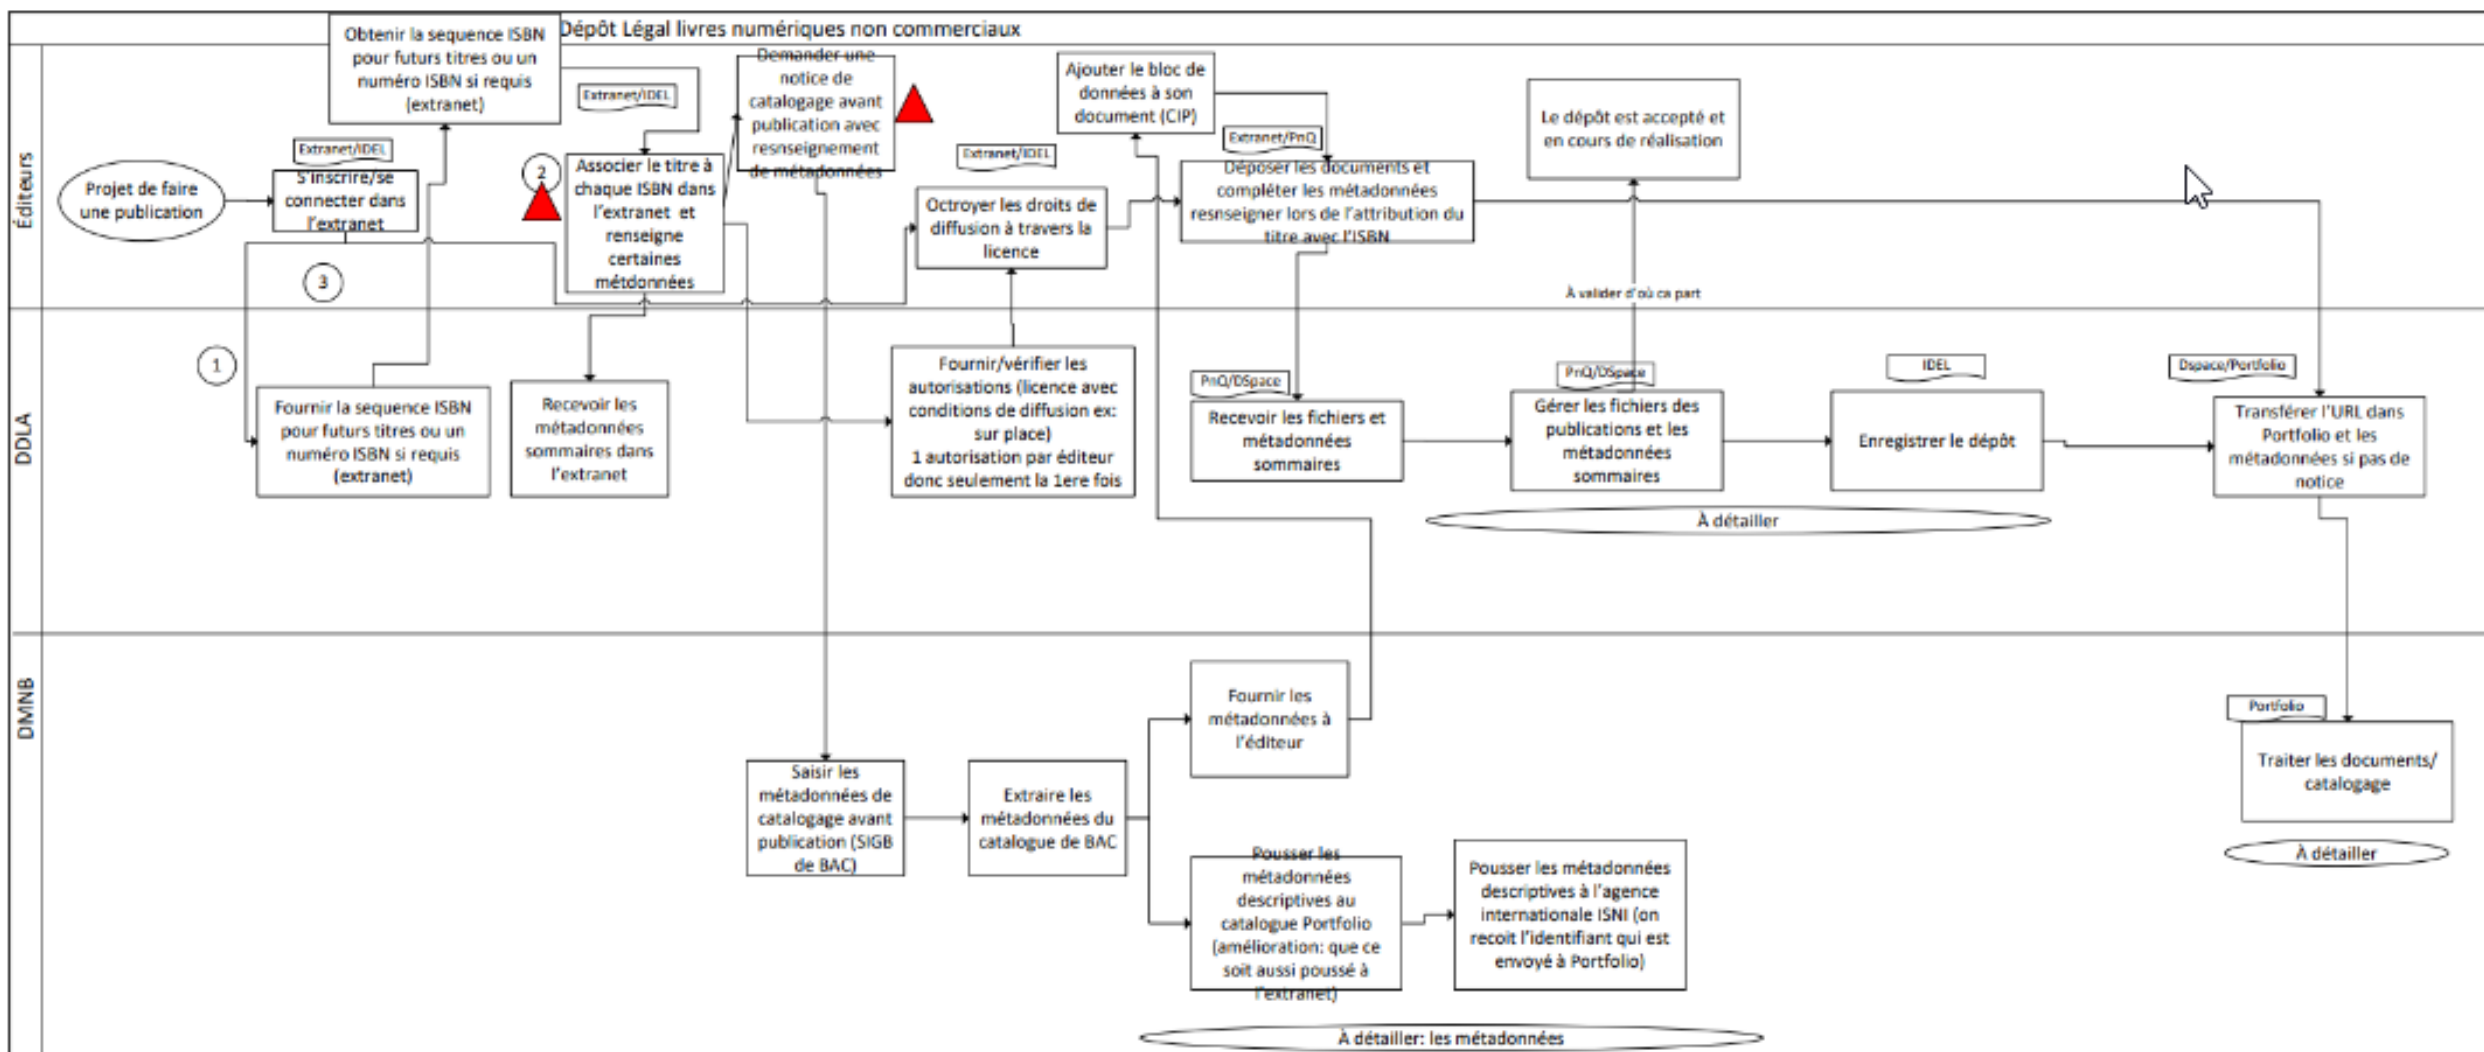 Dépôt Légal livres numériques non commerciaux
Éditeurs
Projet de faire
une publication
Extranet/IDEL
S'inscrire/se
connecter dans
l'extranet
3
Obtenir la sequence ISBN
pour futurs titres ou un
numéro ISBN si requis
(extranet)
Extranet/IDEL
2
Associer le titre à
chaque ISBN dans
l'extranet et
renseigne
certaines
métdonnées
Demander une
notice de
catalogage avant
publication avec
resnseignement
de métadonnées
Extranet/IDEL
Octroyer les droits de
diffusion à travers la
licence
Ajouter le bloc de
données à son
document (CIP)
Extranet/PnQ
Déposer les documents et
compléter les métadonnées
resnseigner lors de l'attribution du
titre avec l'ISBN
Le dépôt est accepté et
en cours de réalisation
À valider d'où ca part
DDLA
1
Fournir la sequence ISBN
pour futurs titres ou un
numéro ISBN si requis
(extranet)
Recevoir les
métadonnées
sommaires dans
l'extranet
Fournir/vérifier les
autorisations (licence avec
conditions de diffusion ex:
sur place)
1 autorisation par éditeur
donc seulement la 1ere fois
PnQ/DSpace
Recevoir les fichiers et
métadonnées
sommaires
PnQ/DSpace
Gérer les fichiers des
publications et les
métadonnées
sommaires
IDEL
Enregistrer le dépôt
À détailler
Dspace/Portfolio
Transférer l'URL dans
Portfolio et les
métadonnées si pas de
notice
DMNB
Saisir les
métadonnées de
catalogage avant
publication (SIGB
de BAC)
Extraire les
métadonnées du
catalogue de BAC
Fournir les
métadonnées à
l'éditeur
Pousser les
métadonnées
descriptives au
catalogue Portfolio
(amélioration: que ce
soit aussi poussé à
l'extranet)
Pousser les métadonnées
descriptives à l'agence
internationale ISNI (on
recoit l'identifiant qui est
envoyé à Portfolio)
À détailler: les métadonnées
Portfolio
Traiter les documents/
catalogage
À détailler